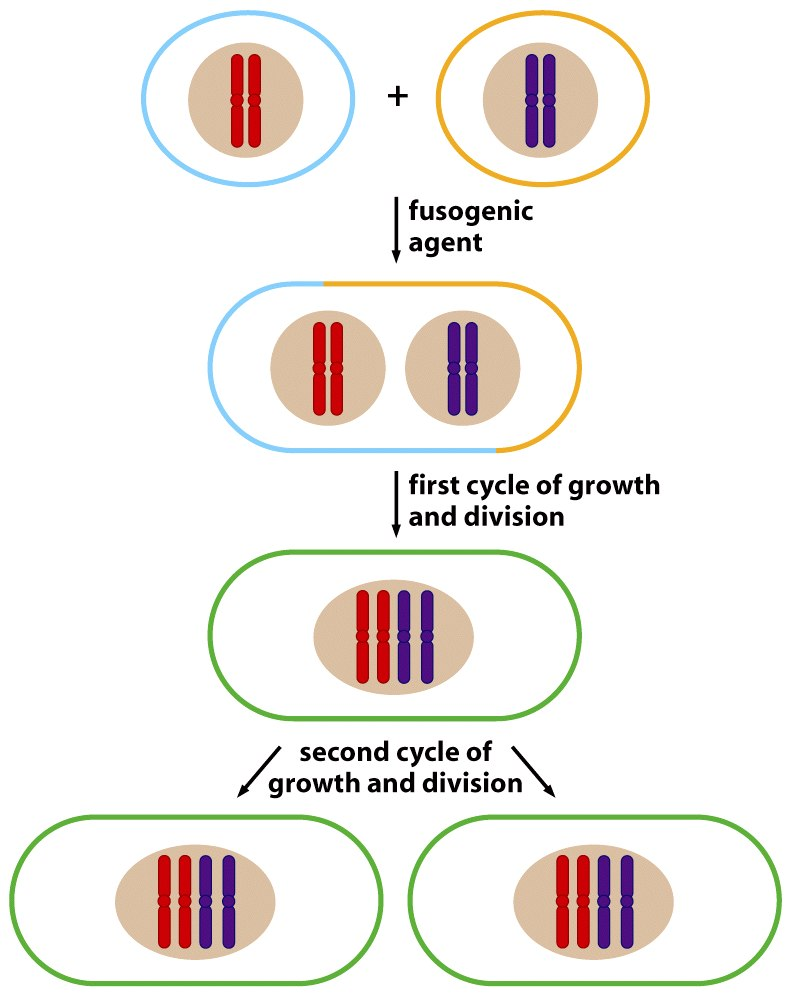 +
fusogenic
agent
first cycle of growth
and division
second cycle of
growth and division